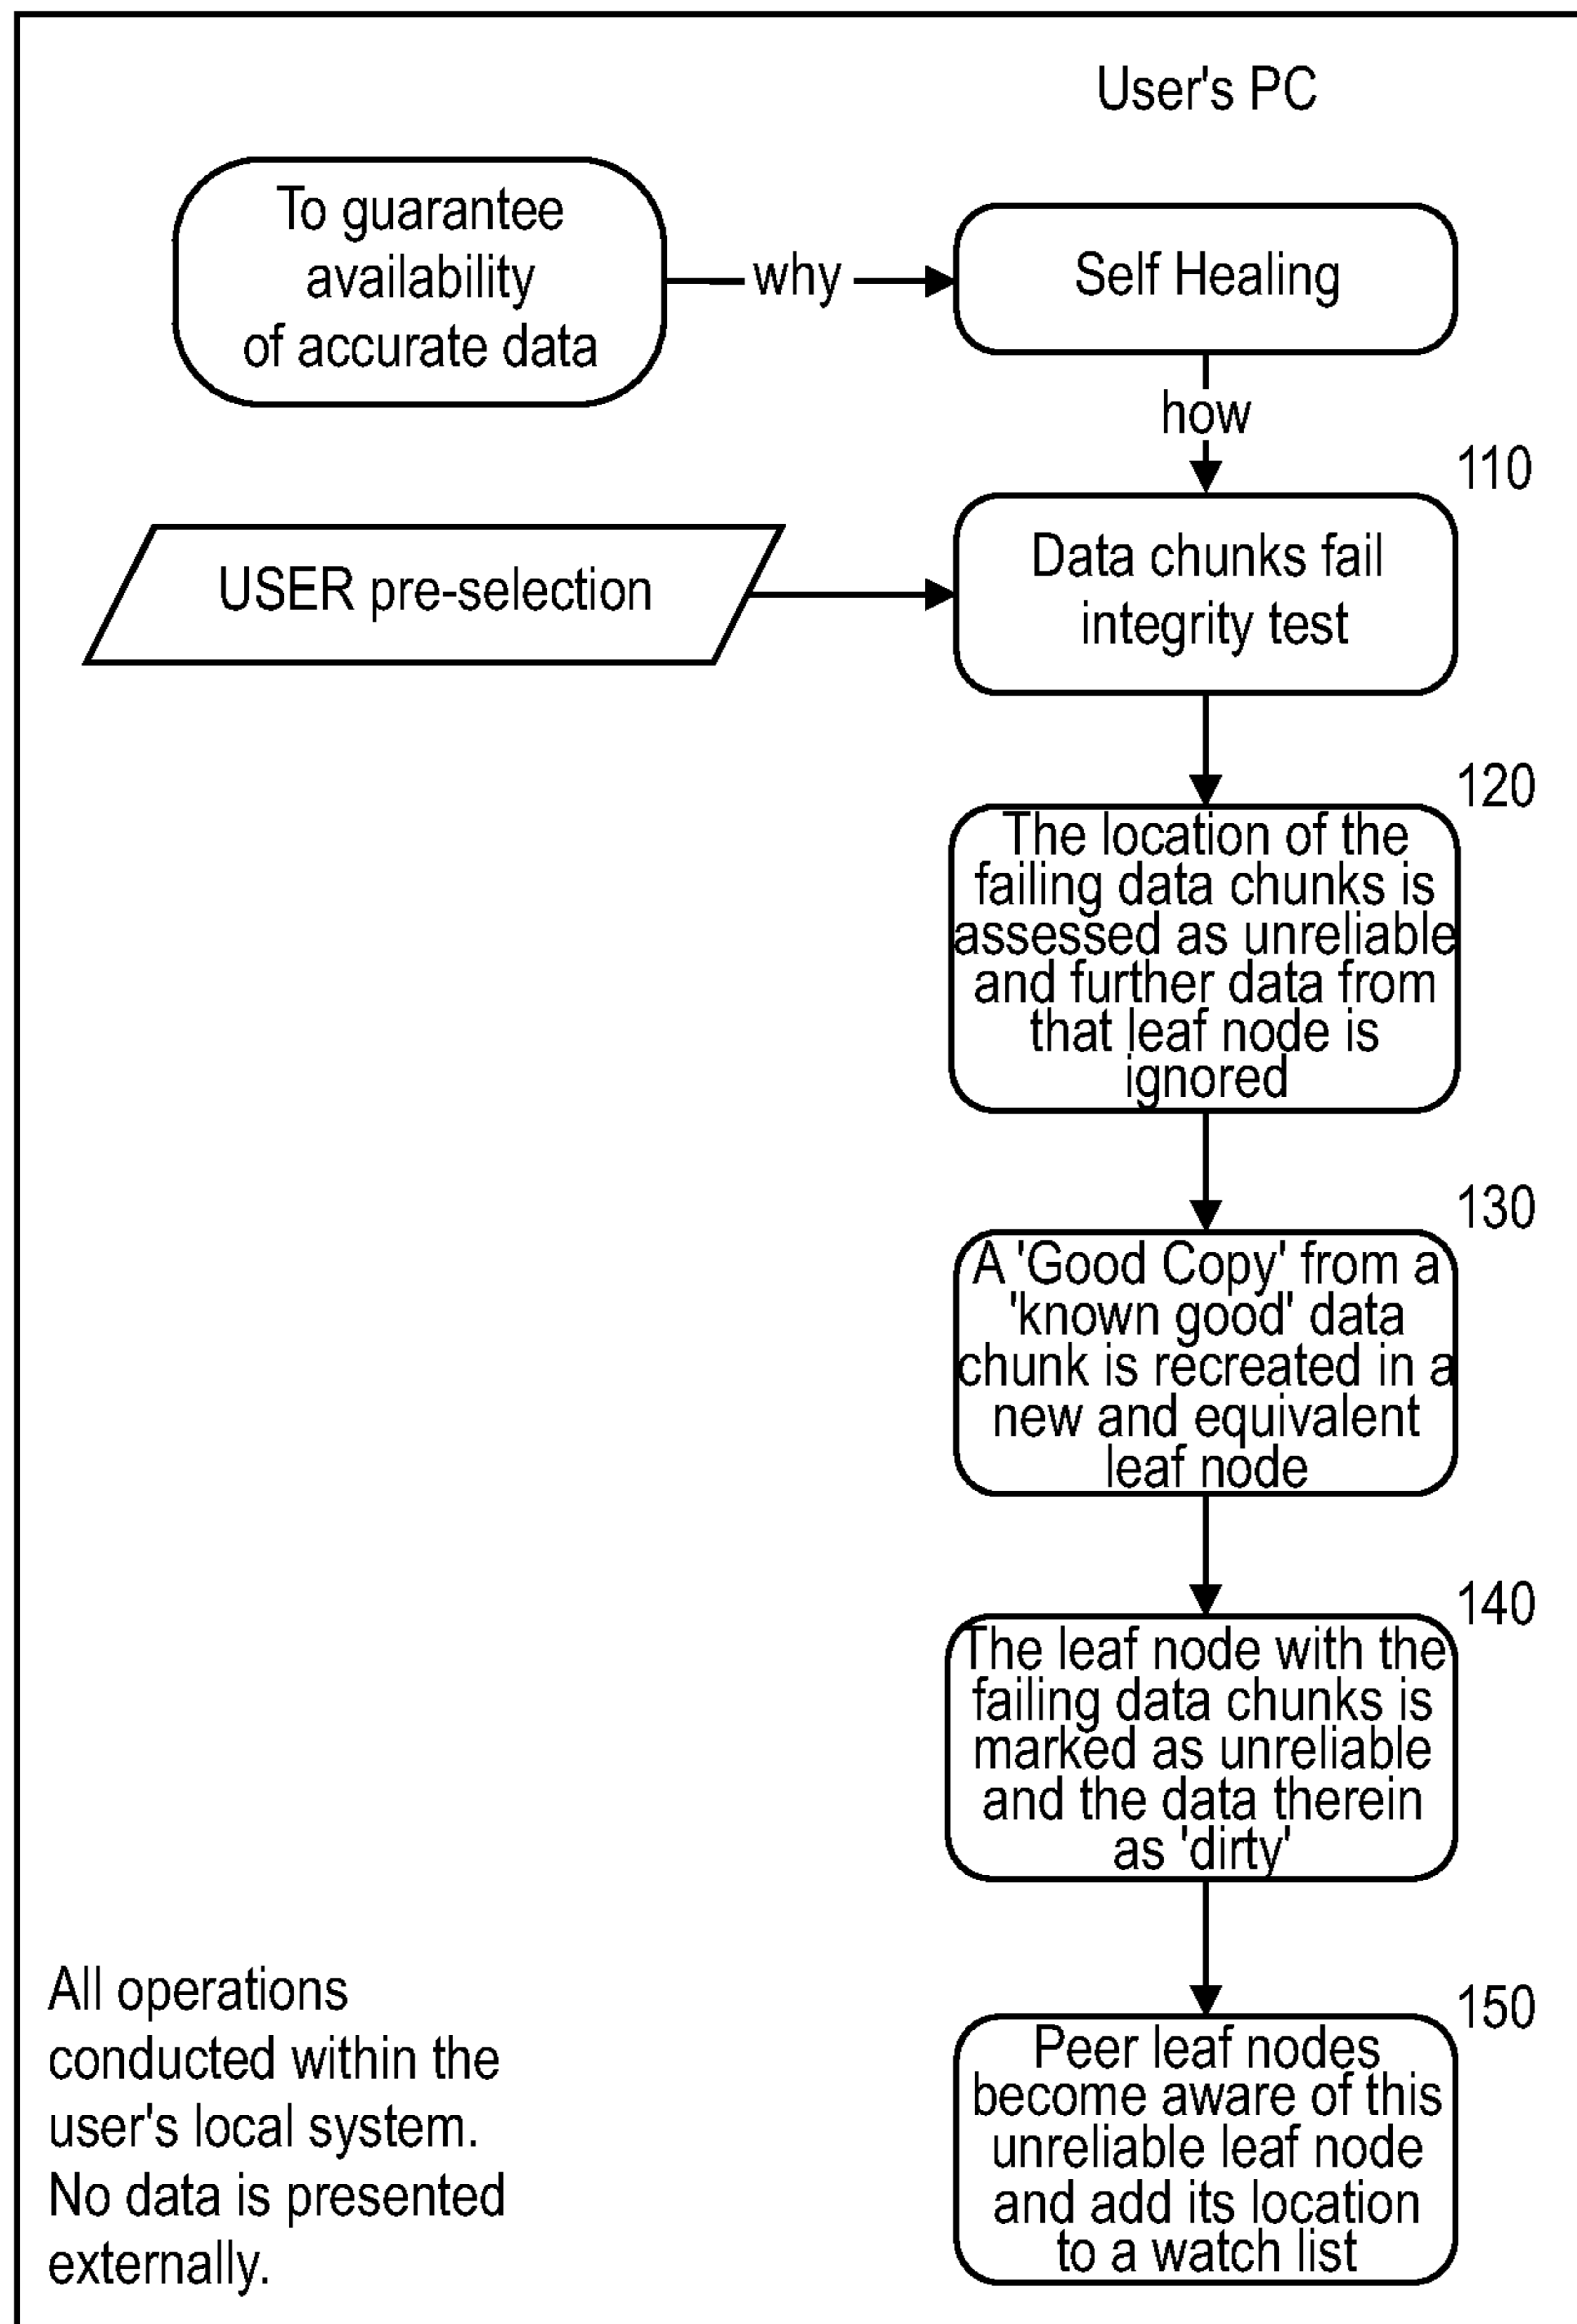 User's PC
To guarantee
availability
of accurate data
why
Self Healing
how
110
USER pre-selection
Data chunks fail
integrity test
120
The location of the
failing data chunks is
assessed as unreliable
and further data from
that leaf node is
ignored
130
A 'Good Copy' from a
'known good' data
chunk is recreated in a
new and equivalent
leaf node
140
The leaf node with the
failing data chunks is
marked as unreliable
and the data therein
as 'dirty'
150
Peer leaf nodes
become aware of this
unreliable leaf node
and add its location
to a watch list
All operations
conducted within the
user's local system.
No data is presented
externally.